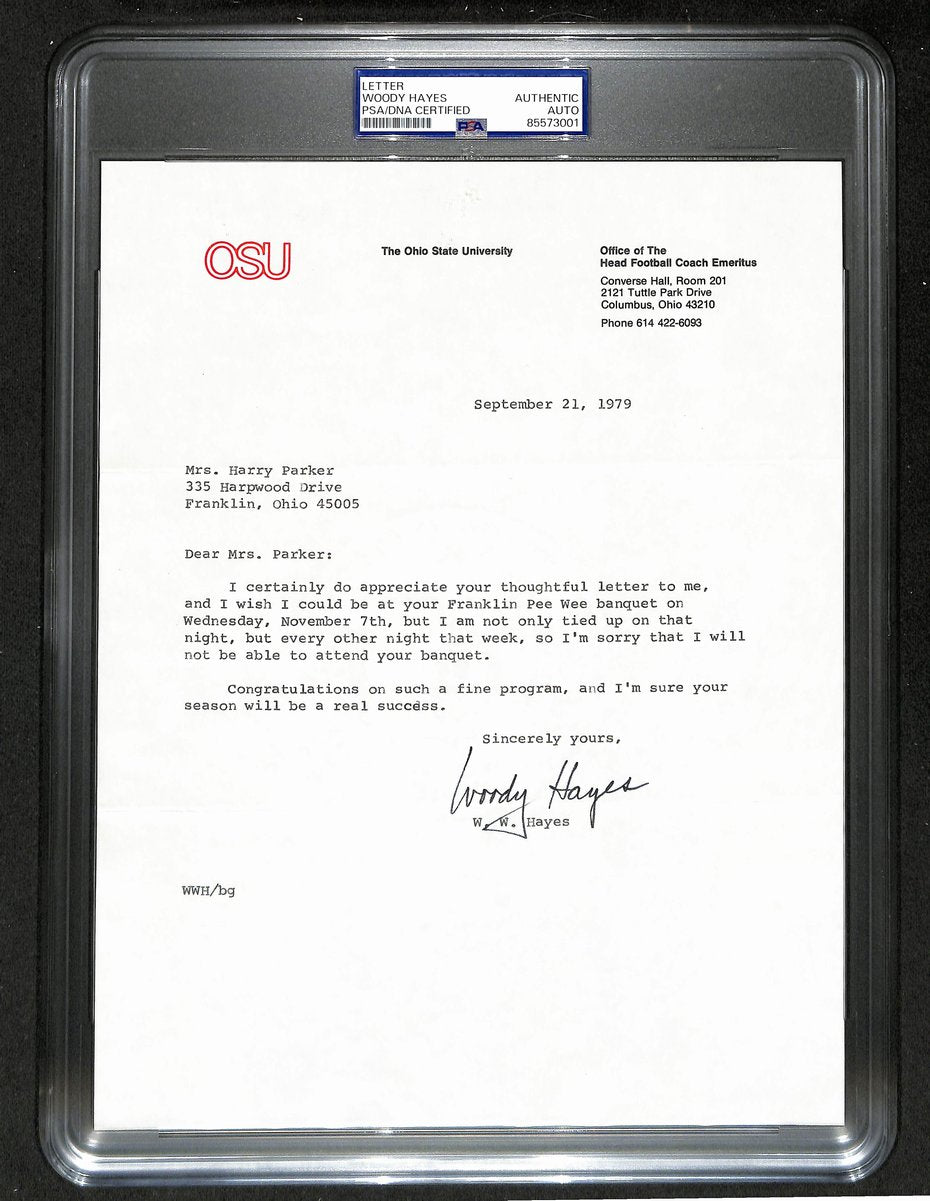 LETTER
WOODY HAYES AUTHENTIC
PSA/DNA CERTIFIED AUTO
PSA 85573001
OSU
The Ohio State University
Office of The
Head Football Coach Emeritus
Converse Hall, Room 201
2121 Tuttle Park Drive
Columbus, Ohio 43210
Phone 614 422-6093
September 21, 1979
Mrs. Harry Parker
335 Harpwood Drive
Franklin, Ohio 45005
Dear Mrs. Parker:
I certainly do appreciate your thoughtful letter to me,
and I wish I could be at your Franklin Pee Wee banquet on
Wednesday, November 7th, but I am not only tied up on that
night, but every other night that week, so I'm sorry that I will
not be able to attend your banquet.
Congratulations on such a fine program, and I'm sure your
season will be a real success.
Sincerely yours,
Woody Hayes
W. W. Hayes
WWH/bg